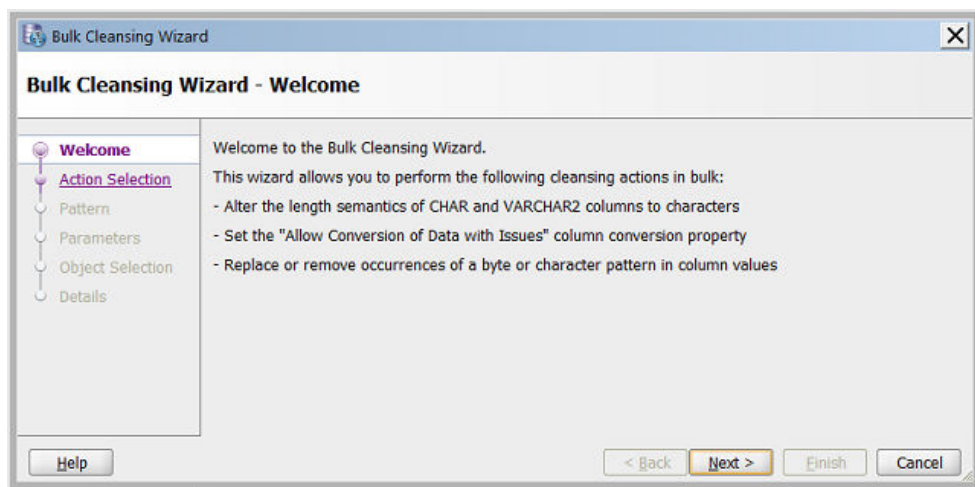 Bulk Cleansing Wizard
Bulk Cleansing Wizard - Welcome
Welcome
Action Selection
Pattern
Parameters
Object Selection
Details
Welcome to the Bulk Cleansing Wizard.
This wizard allows you to perform the following cleansing actions in bulk:
- Alter the length semantics of CHAR and VARCHAR2 columns to characters
- Set the "Allow Conversion of Data with Issues" column conversion property
- Replace or remove occurrences of a byte or character pattern in column values
Help
< Back Next > Finish Cancel